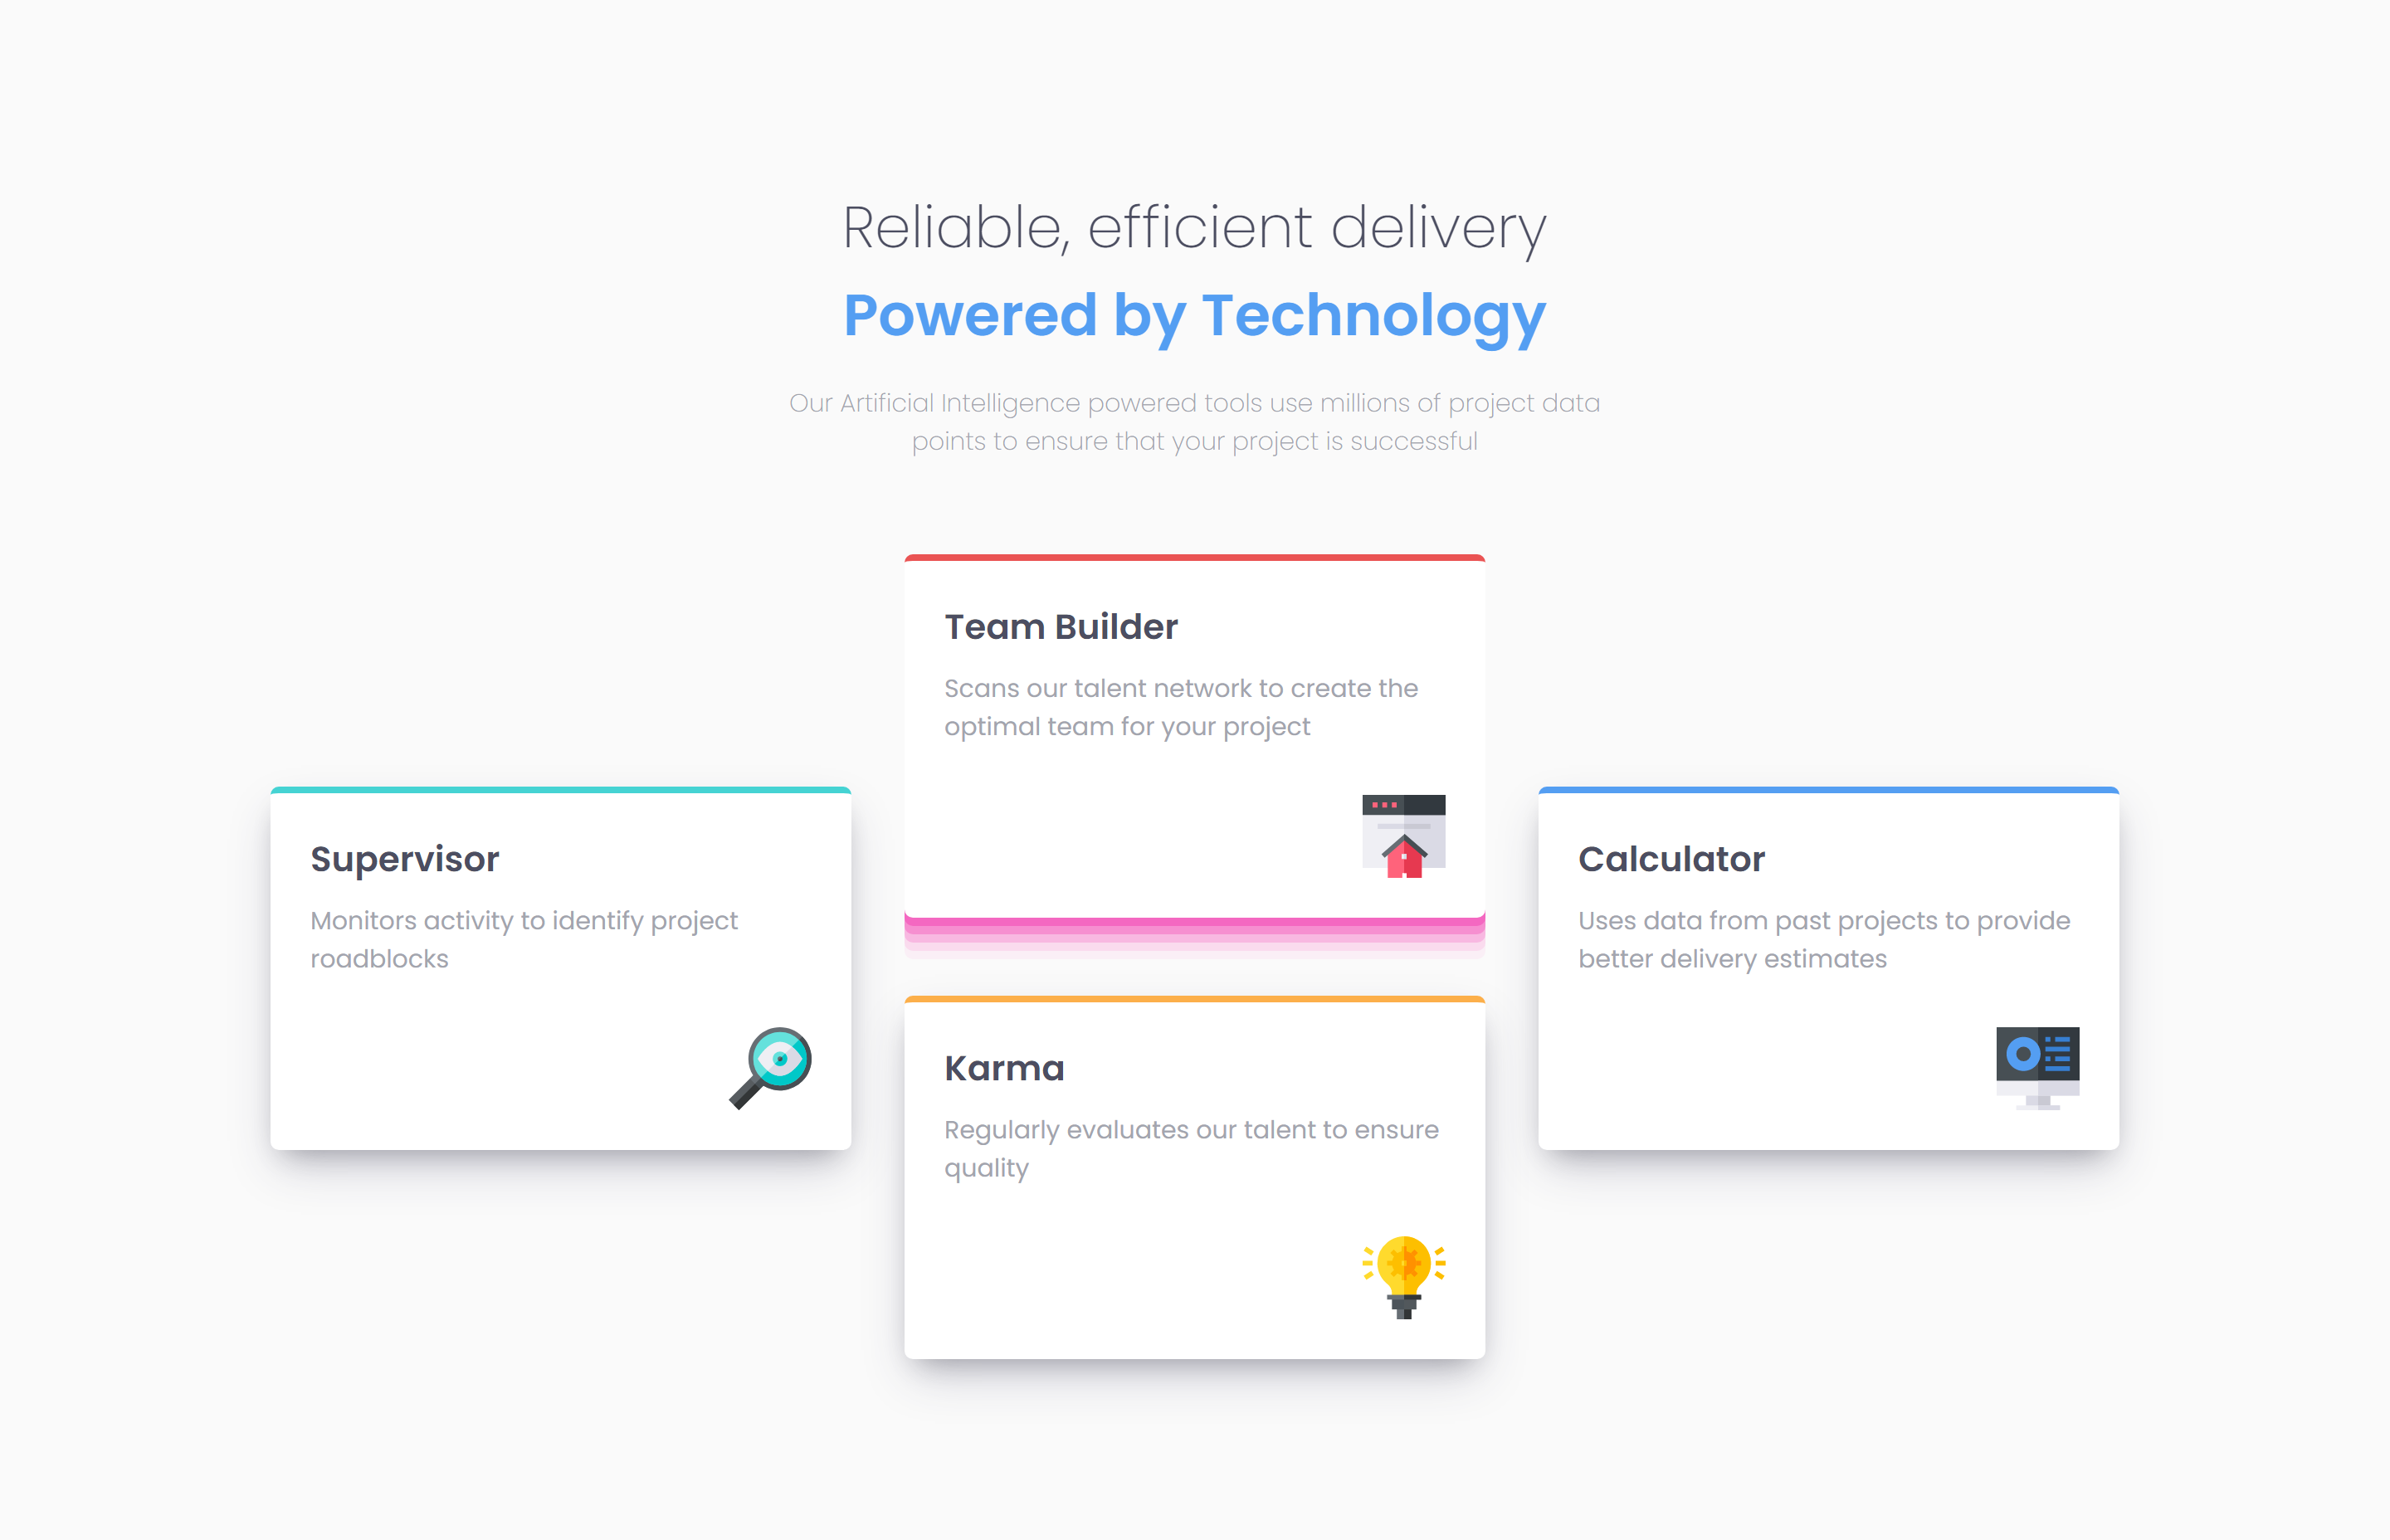 Reliable, efficient delivery
Powered by Technology
Our Artificial Intelligence powered tools use millions of project data
points to ensure that your project is successful
Team Builder
Scans our talent network to create the
optimal team for your project
Supervisor
Monitors activity to identify project
roadblocks
Karma
Regularly evaluates our talent to ensure
quality
Calculator
Uses data from past projects to provide
better delivery estimates